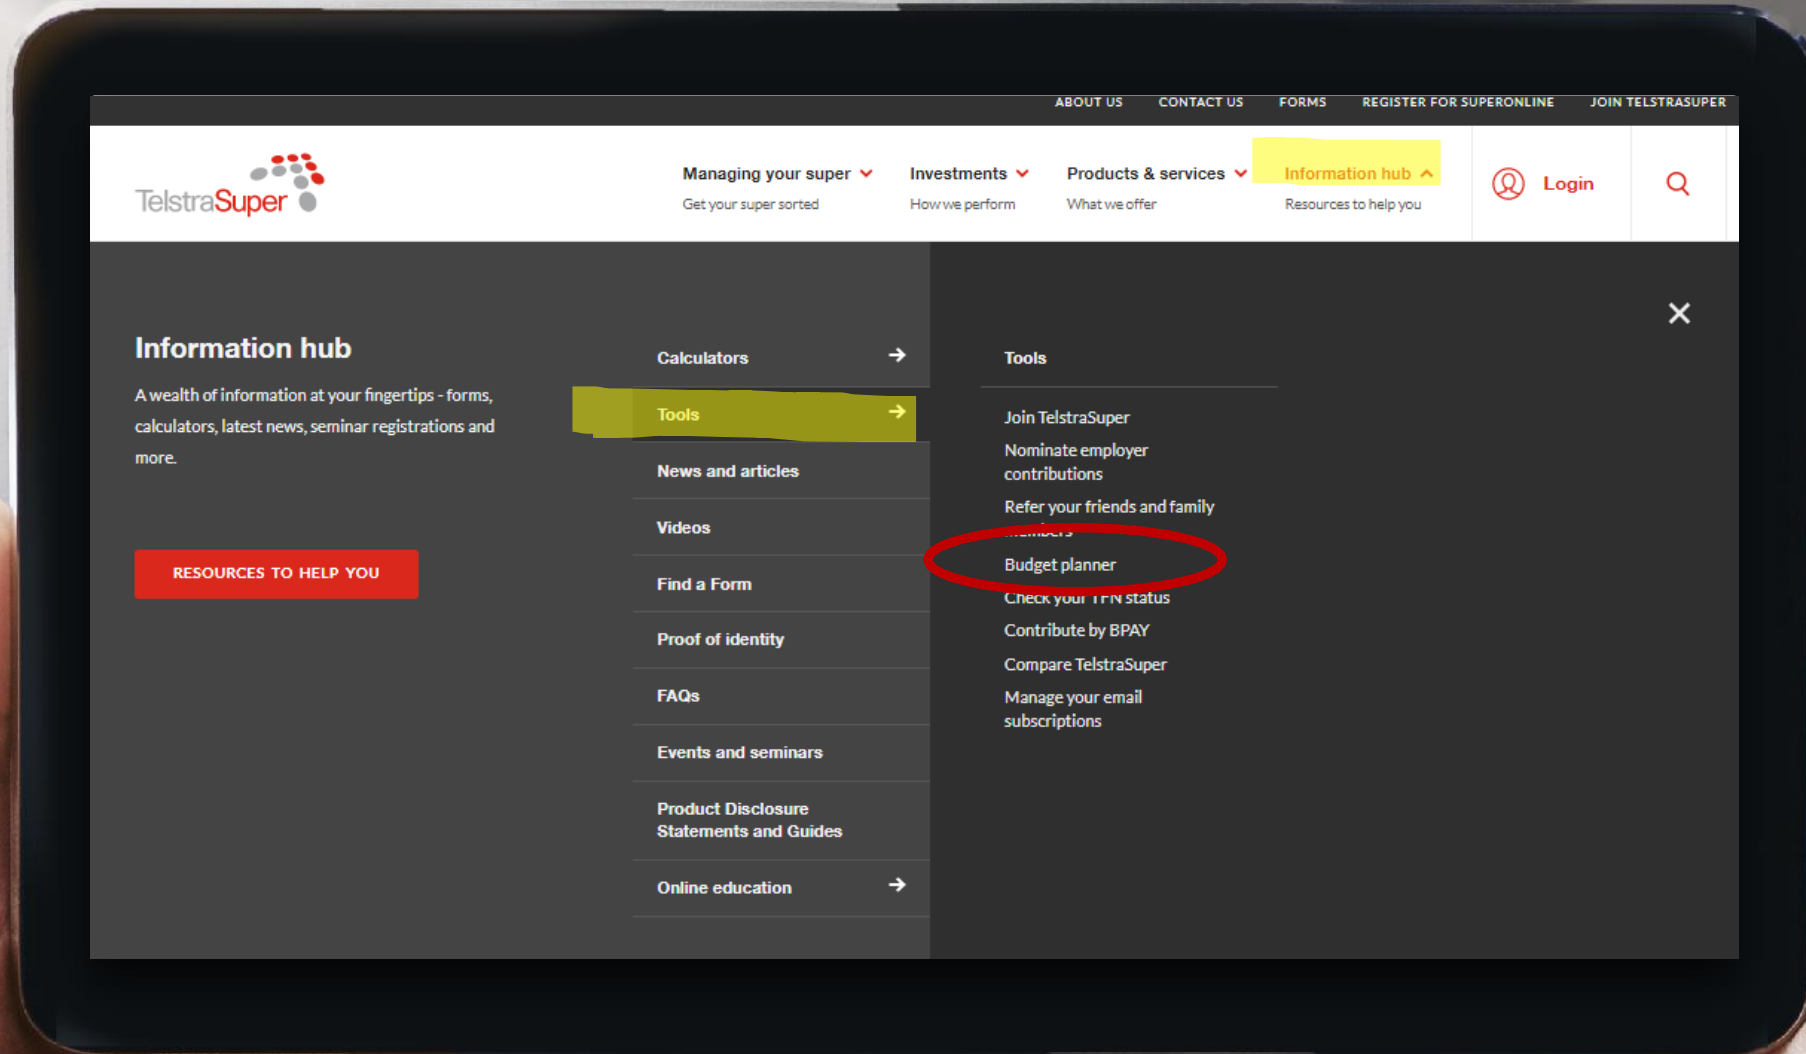 ABOUT US CONTACT US FORMS REGISTER FOR SUPERONLINE JOIN TELSTRASUPER
TelstraSuper
Managing your super Investments Products & services Information hub
Get your super sorted How we perform What we offer Resources to help you
Login
Information hub
A wealth of information at your fingertips - forms,
calculators, latest news, seminar registrations and
more.
RESOURCES TO HELP YOU
Calculators
Tools
News and articles
Videos
Find a Form
Proof of identity
FAQs
Events and seminars
Product Disclosure
Statements and Guides
Online education
Tools
Join TelstraSuper
Nominate employer
contributions
Refer your friends and family
members
Budget planner
Check your TFN status
Contribute by BPAY
Compare TelstraSuper
Manage your email
subscriptions